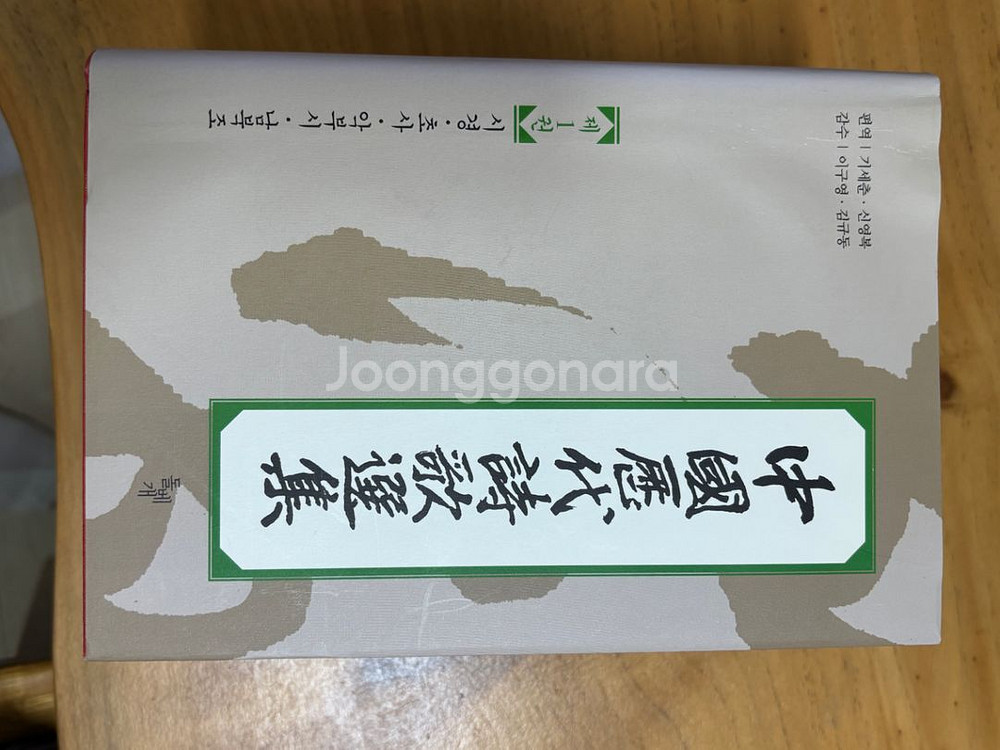 편역ㅣ기세춘·신영복
감수ㅣ이구영·김규동
제1권
시경·초사·악부시·남북조
中國歷代詩歌選集
돌베개
Joonggonara